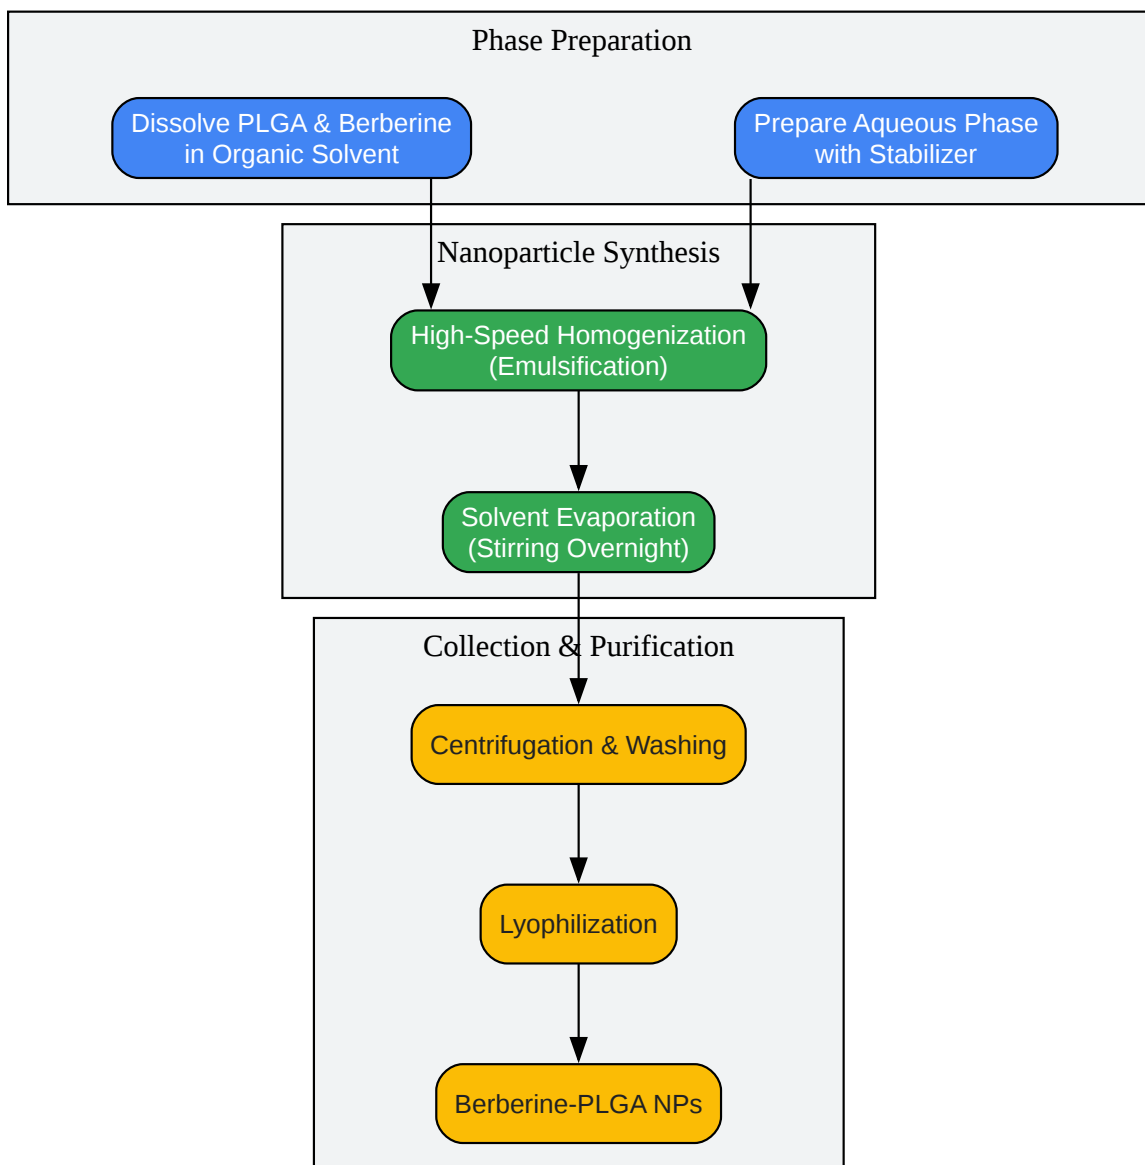 Phase Preparation
Dissolve PLGA & Berberine
in Organic Solvent
Prepare Aqueous Phase
with Stabilizer
Nanoparticle Synthesis
High-Speed Homogenization
(Emulsification)
Solvent Evaporation
(Stirring Overnight)
Collection & Purification
Centrifugation & Washing
Lyophilization
Berberine-PLGA NPs